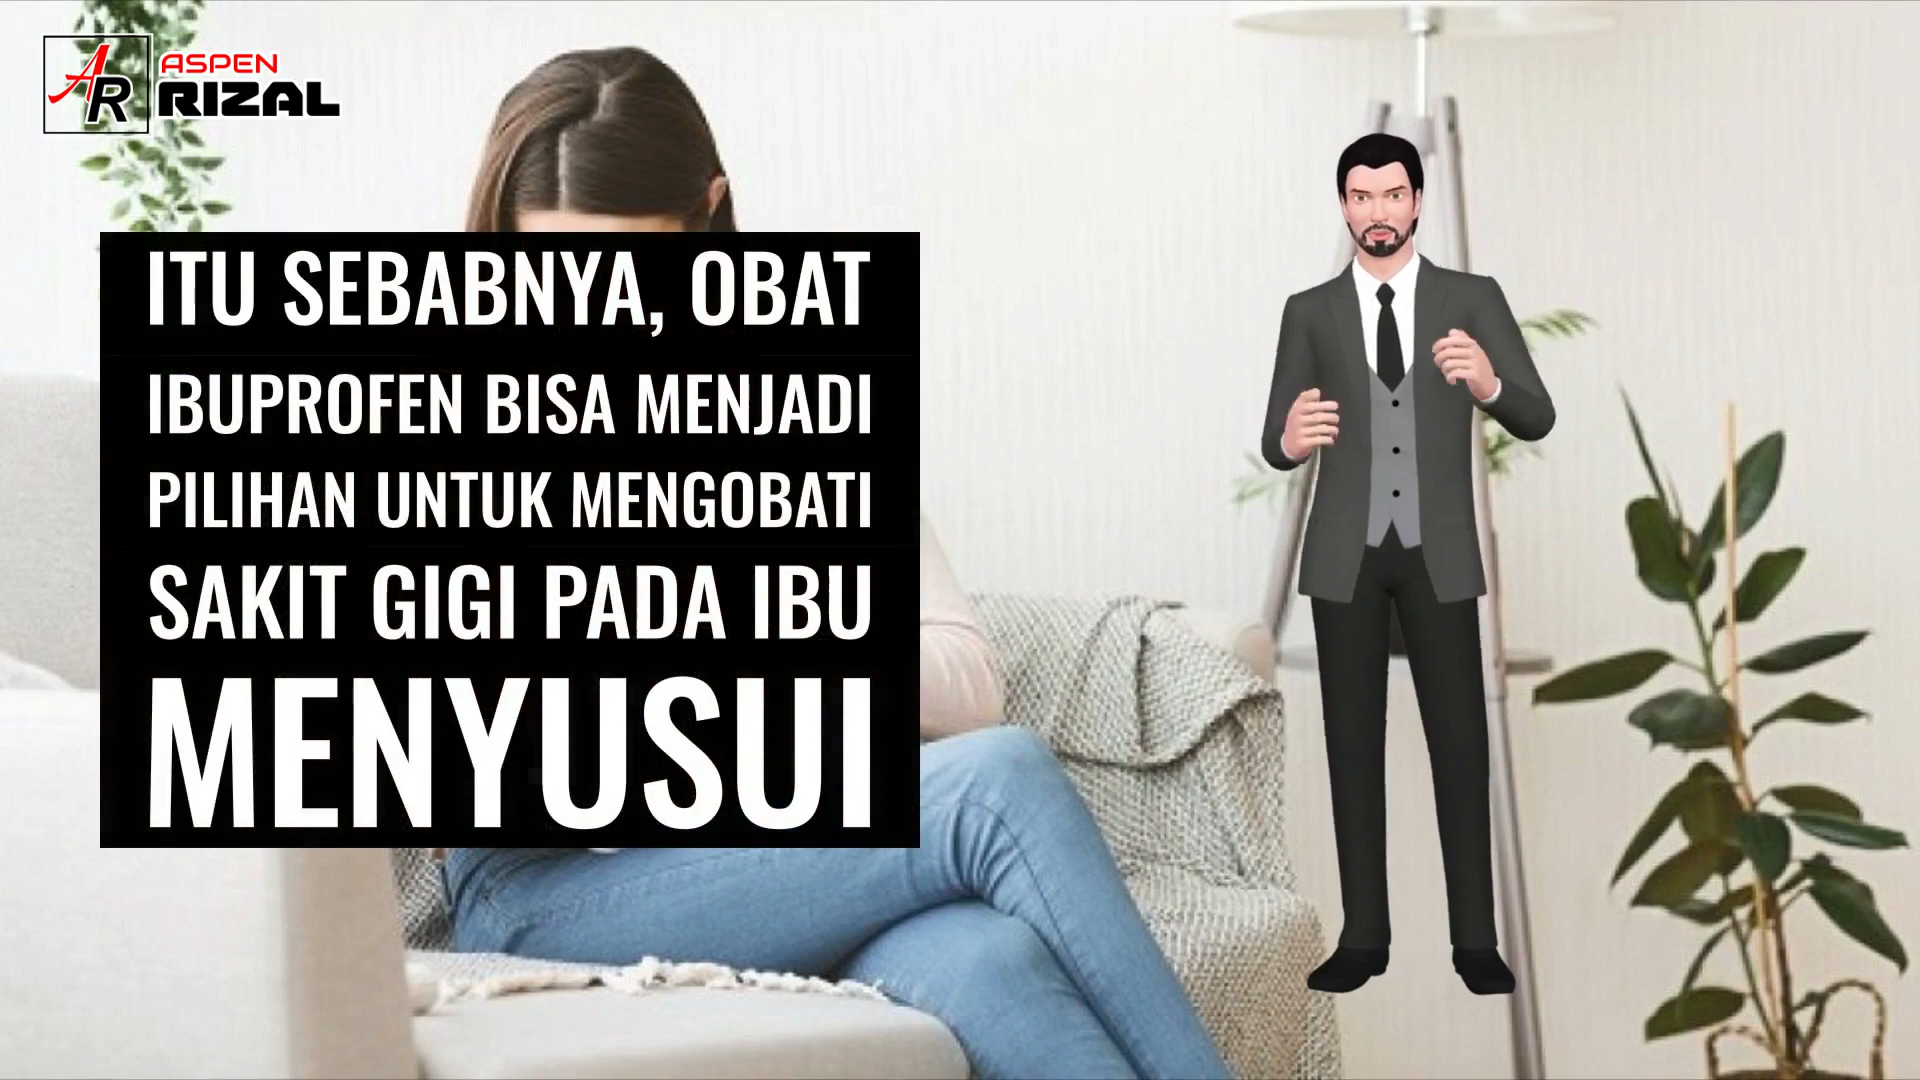 AR
ASPEN
RIZAL
ITU SEBABNYA, OBAT
IBUPROFEN BISA MENJADI
PILIHAN UNTUK MENGOBATI
SAKIT GIGI PADA IBU
MENYUSUI